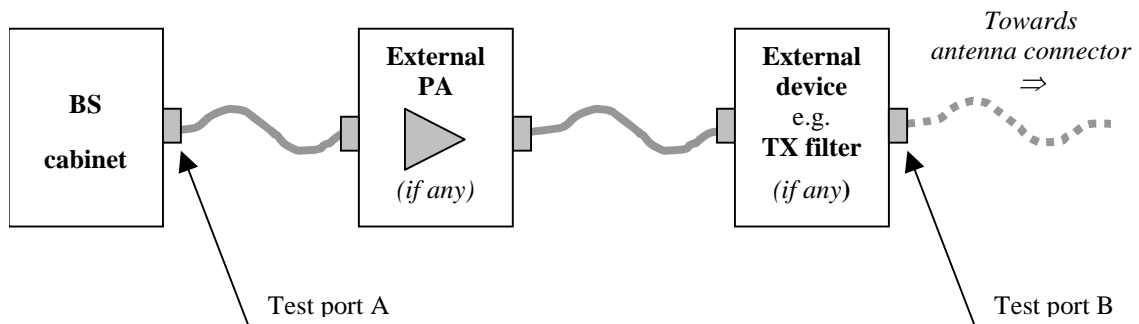 BS
cabinet
External
PA
(if any)
External
device
e.g.
TX filter
(if any)
Towards
antenna connector
⇒
Test port A
Test port B